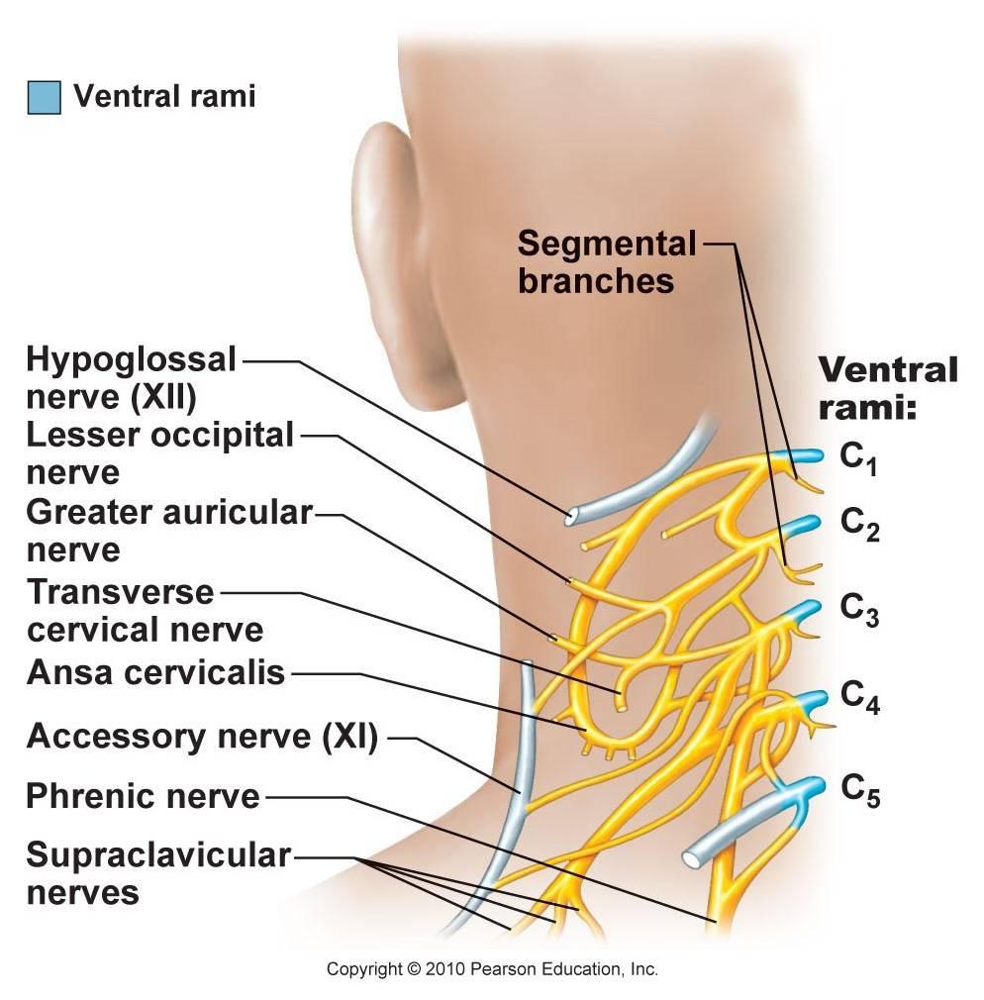 Ventral rami
Segmental
branches
Hypoglossal
nerve (XII)
Lesser occipital
nerve
Greater auricular
nerve
Transverse
cervical nerve
Ansa cervicalis
Accessory nerve (XI)
Phrenic nerve
Supraclavicular
nerves
Ventral
rami:
C₁
C₂
C₃
C₄
C₅
Copyright © 2010 Pearson Education, Inc.